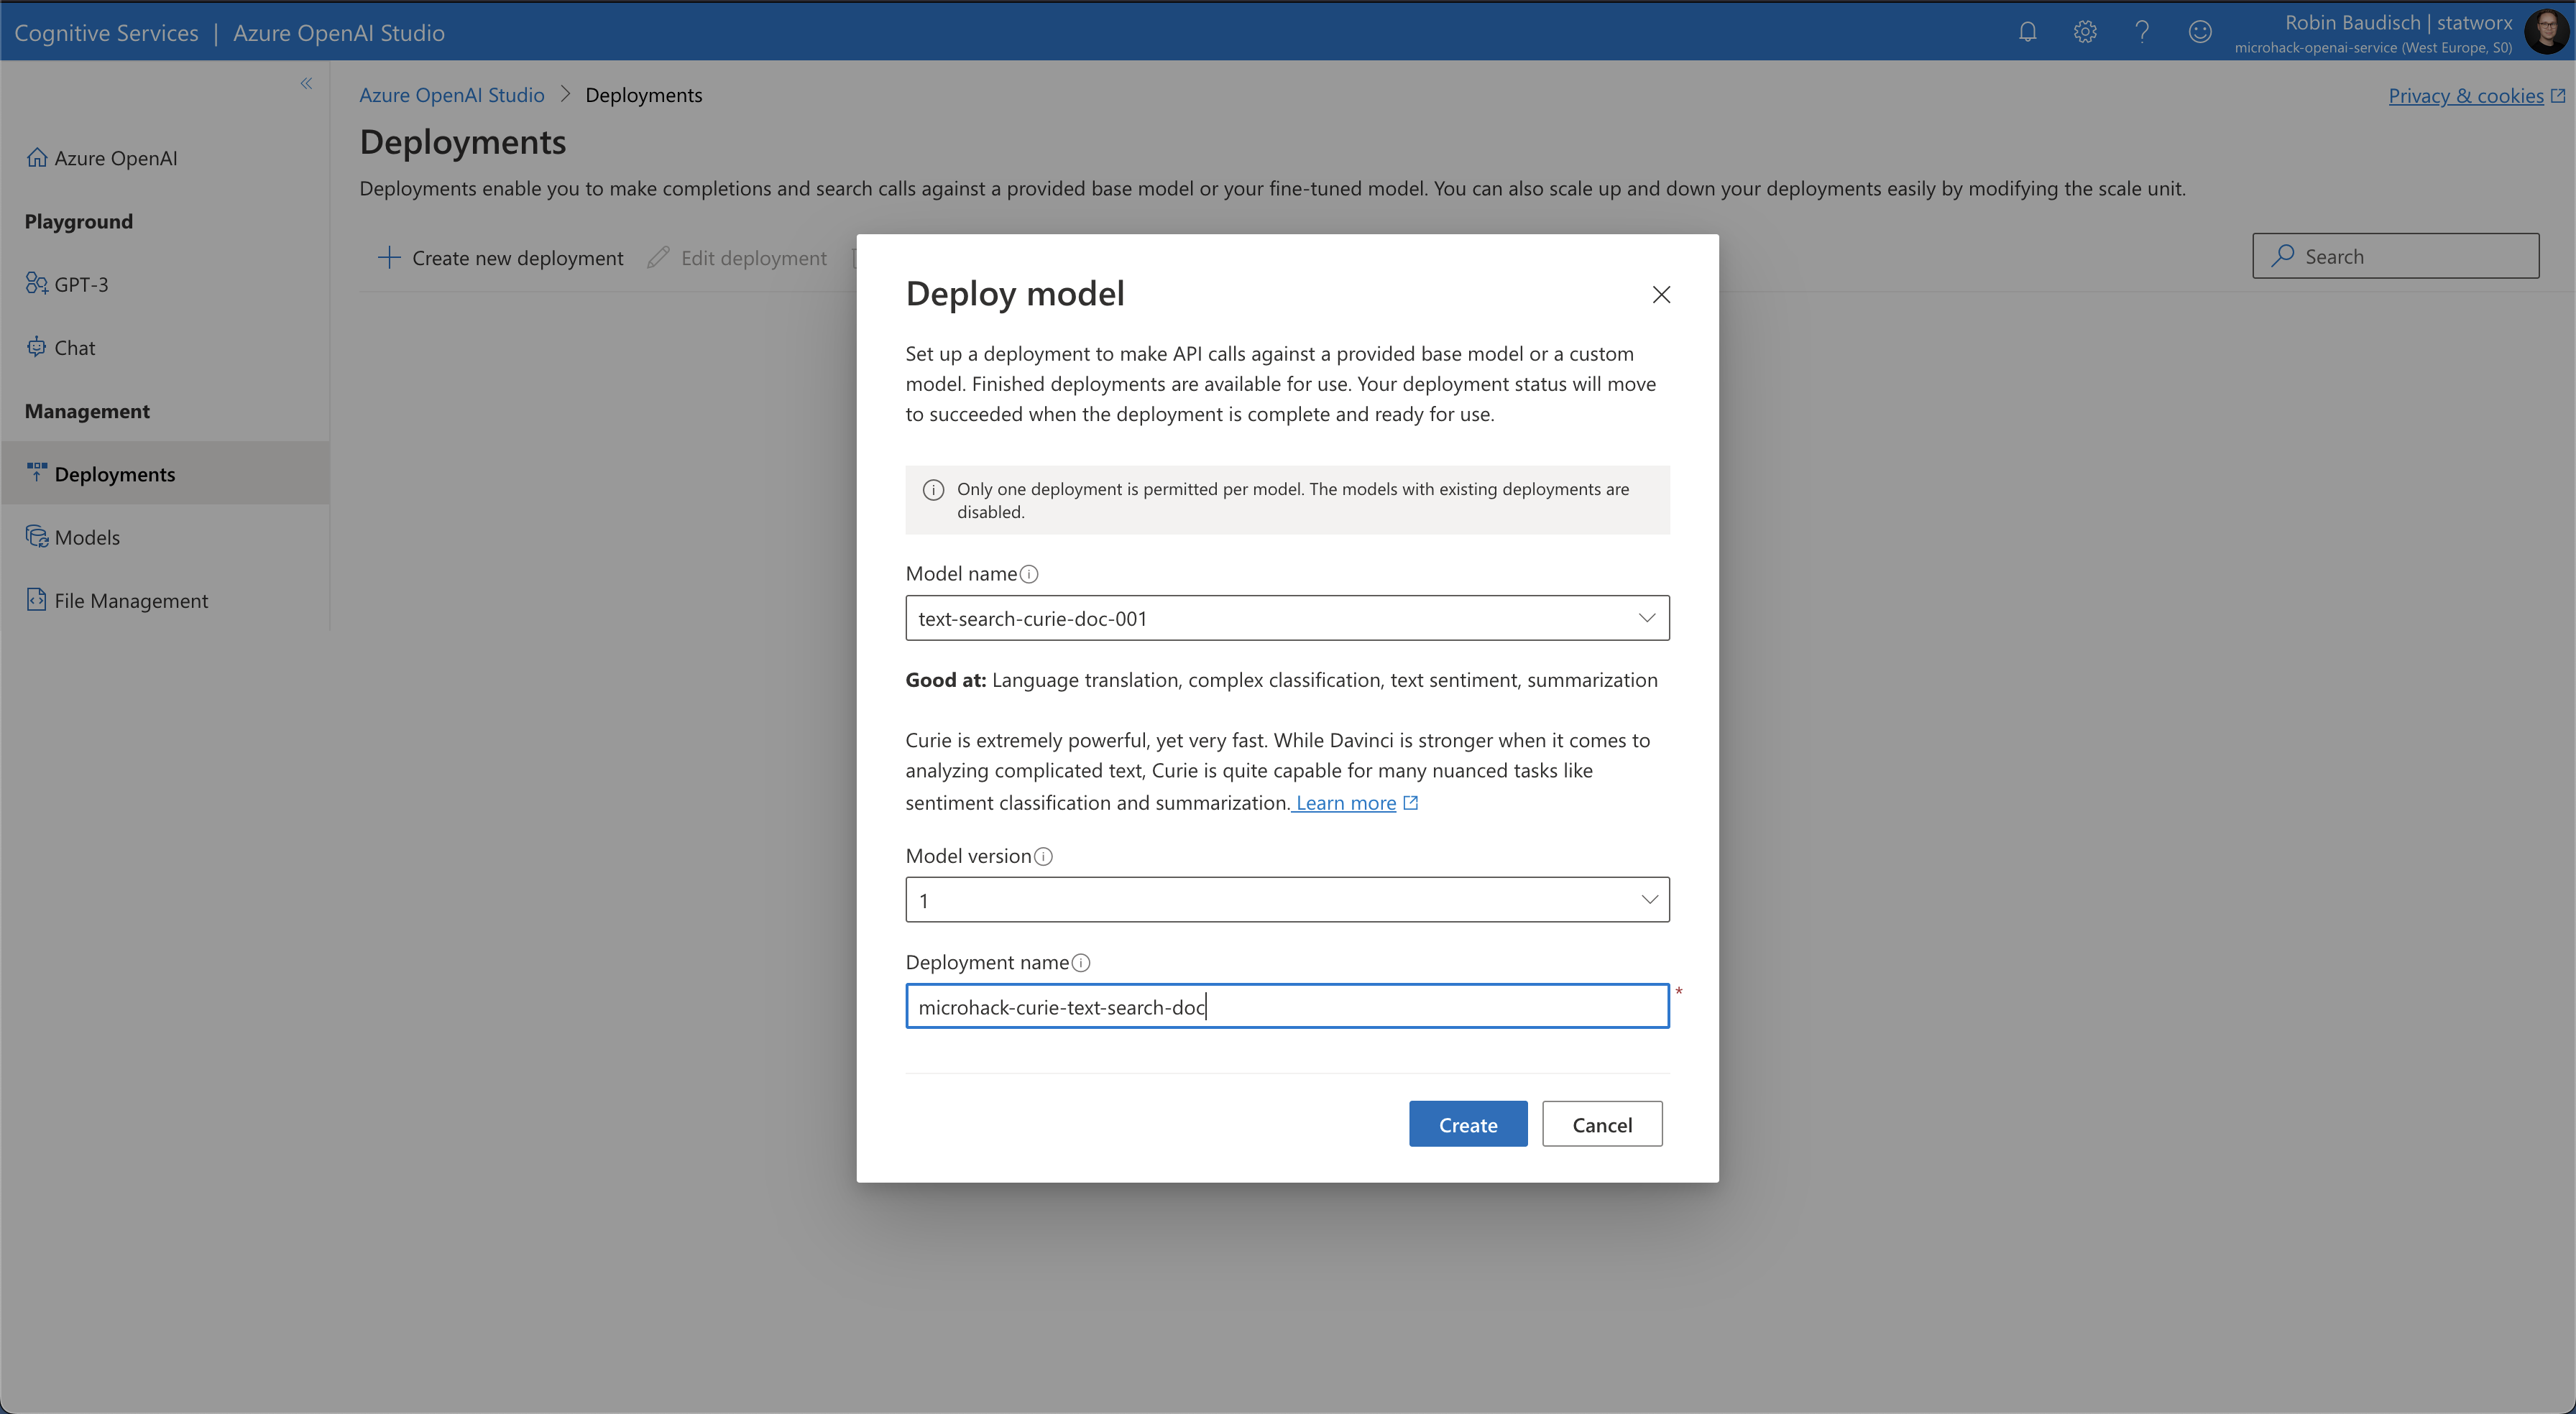 Cognitive Services | Azure OpenAI Studio
Robin Baudisch | statworx
microhack-openai-service (West Europe, S0)
Azure OpenAI
Playground
GPT-3
Chat
Management
Deployments
Models
File Management
Azure OpenAI Studio > Deployments
Privacy & cookies
Deployments
Deployments enable you to make completions and search calls against a provided base model or your fine-tuned model. You can also scale up and down your deployments easily by modifying the scale unit.
Create new deployment
Edit deployment
Search
Deploy model
Set up a deployment to make API calls against a provided base model or a custom
model. Finished deployments are available for use. Your deployment status will move
to succeeded when the deployment is complete and ready for use.
Only one deployment is permitted per model. The models with existing deployments are
disabled.
Model name
text-search-curie-doc-001
Good at: Language translation, complex classification, text sentiment, summarization
Curie is extremely powerful, yet very fast. While Davinci is stronger when it comes to
analyzing complicated text, Curie is quite capable for many nuanced tasks like
sentiment classification and summarization. Learn more
Model version
1
Deployment name
microhack-curie-text-search-doc
*
Create
Cancel